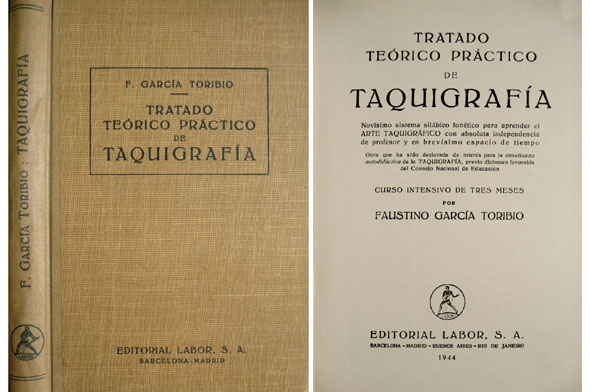 F. GARCÍA TORIBIO: TAQUIGRAFÍA
F. GARCÍA TORIBIO
TRATADO
TEÓRICO PRÁCTICO
DE
TAQUIGRAFÍA
EDITORIAL LABOR, S. A.
BARCELONA-MADRID
TRATADO
TEÓRICO PRÁCTICO
DE
TAQUIGRAFÍA
Novísimo sistema silábico fonético para aprender el
ARTE TAQUIGRÁFICO con absoluta independencia
de profesor y en brevísimo espacio de tiempo
Obra que ha sido declarada de interés para la enseñanza
autodidáctica de la TAQUIGRAFÍA, previo dictamen favorable
del Consejo Nacional de Educación
CURSO INTENSIVO DE TRES MESES
POR
FAUSTINO GARCÍA TORIBIO
EDITORIAL LABOR, S. A.
BARCELONA - MADRID - BUENOS AIRES - RIO DE JANEIRO
1944